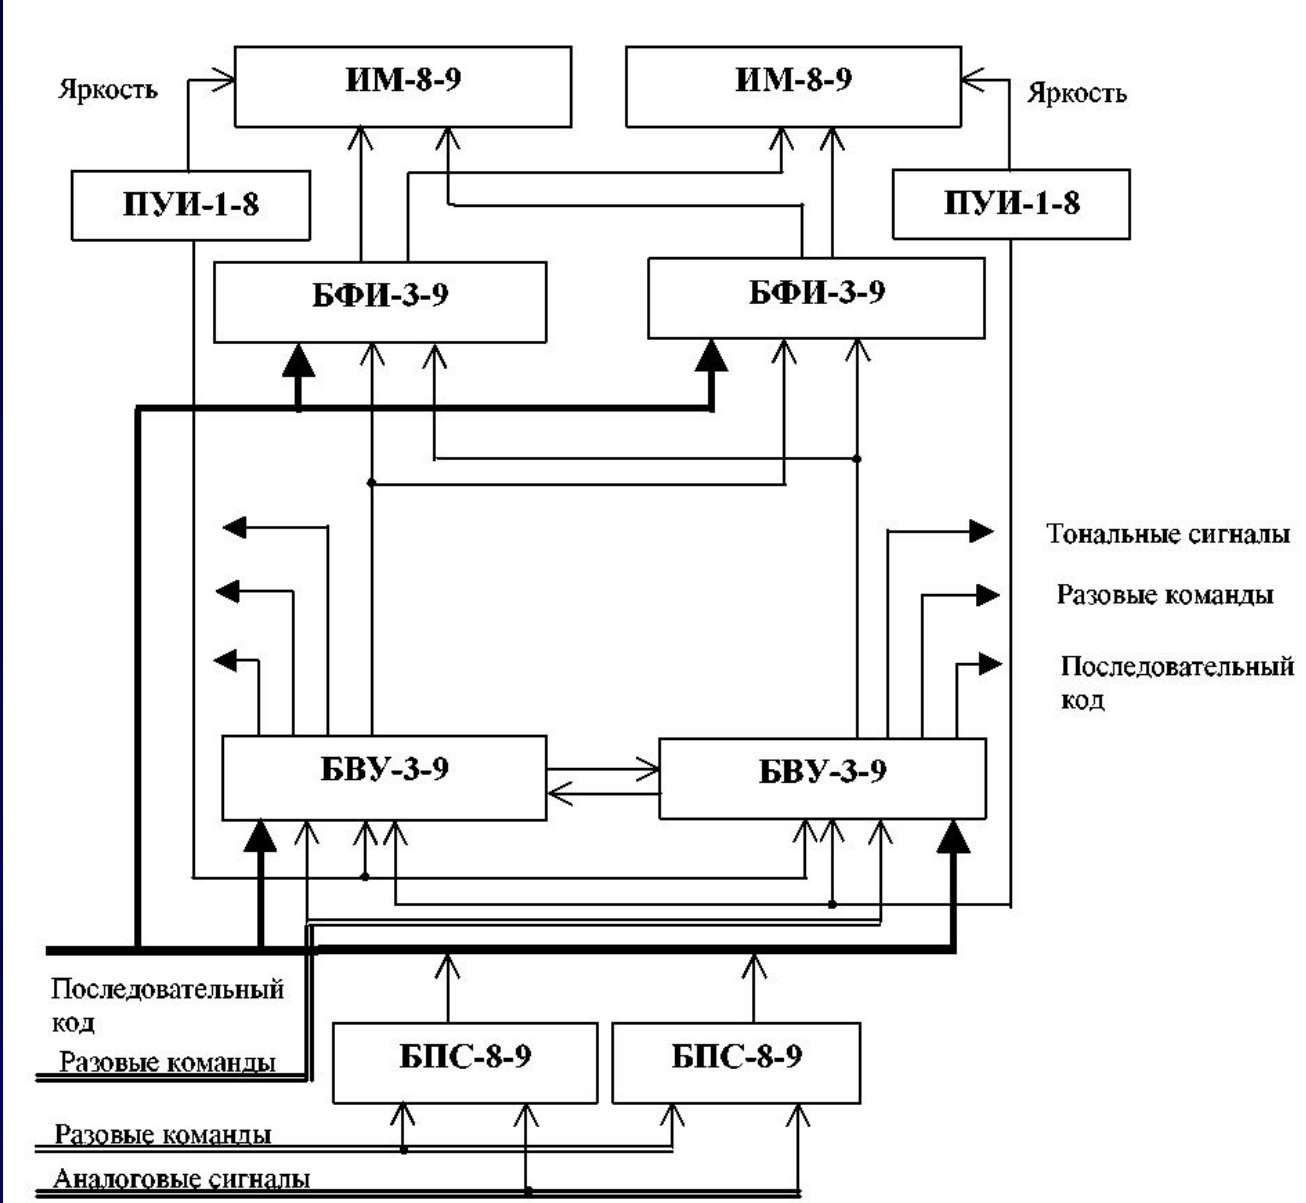 ИМ-8-9
ИМ-8-9
Яркость
Яркость
ПУИ-1-8
ПУИ-1-8
БФИ-3-9
БФИ-3-9
Тональные сигналы
Разовые команды
Последовательный
код
БВУ-3-9
БВУ-3-9
Последовательный
код
Разовые команды
БПС-8-9
БПС-8-9
Разовые команды
Аналоговые сигналы